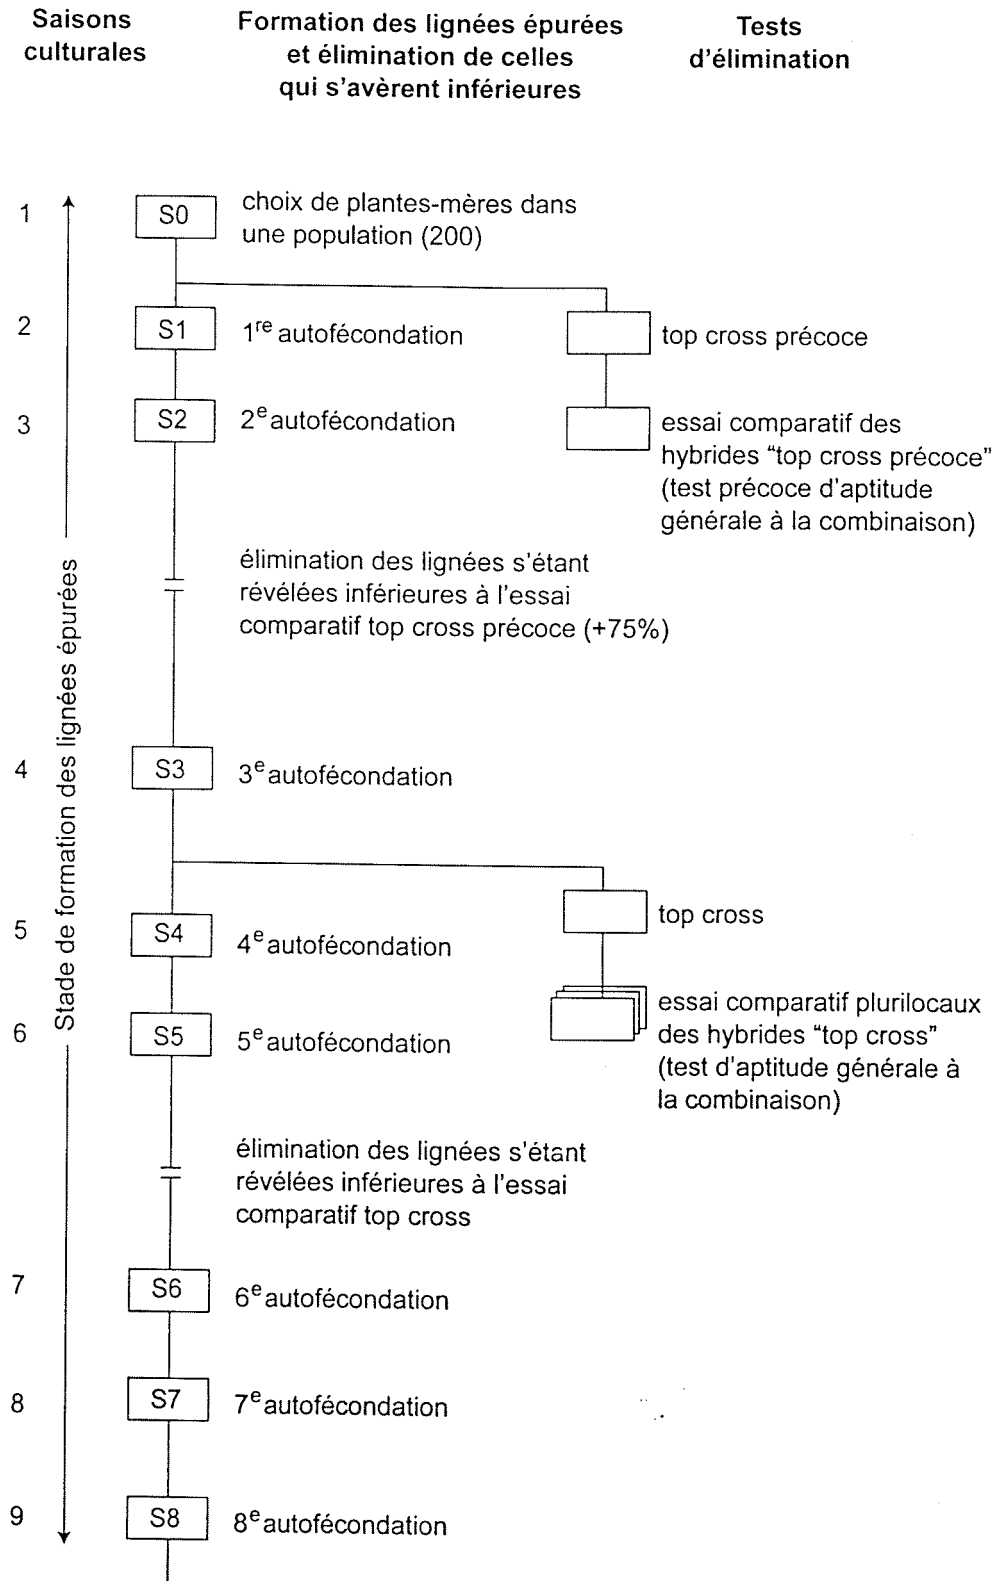 Saisons
culturales
Formation des lignées épurées
et élimination de celles
qui s'avèrent inférieures
Tests
d'élimination
Stade de formation des lignées épurées
1
S0
choix de plantes-mères dans
une population (200)
2
S1
1re autofécondation
top cross précoce
3
S2
2e autofécondation
essai comparatif des
hybrides "top cross précoce"
(test précoce d'aptitude
générale à la combinaison)
élimination des lignées s'étant
révélées inférieures à l'essai
comparatif top cross précoce (+75%)
4
S3
3e autofécondation
5
S4
4e autofécondation
top cross
6
S5
5e autofécondation
essai comparatif plurilocaux
des hybrides "top cross"
(test d'aptitude générale à
la combinaison)
élimination des lignées s'étant
révélées inférieures à l'essai
comparatif top cross
7
S6
6e autofécondation
8
S7
7e autofécondation
9
S8
8e autofécondation